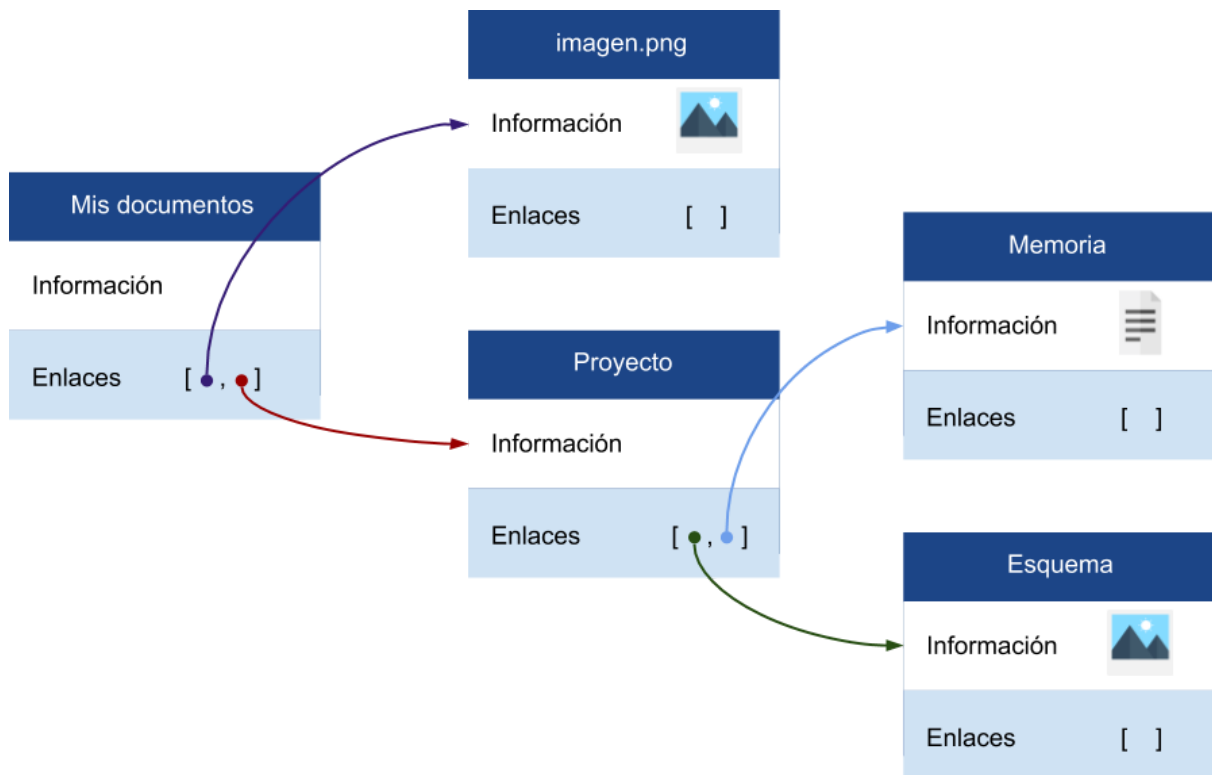 imagen.png
Información
Enlaces [ ]
Mis documentos
Información
Enlaces [ , ]
Proyecto
Información
Enlaces [ , ]
Memoria
Información
Enlaces [ ]
Esquema
Información
Enlaces [ ]